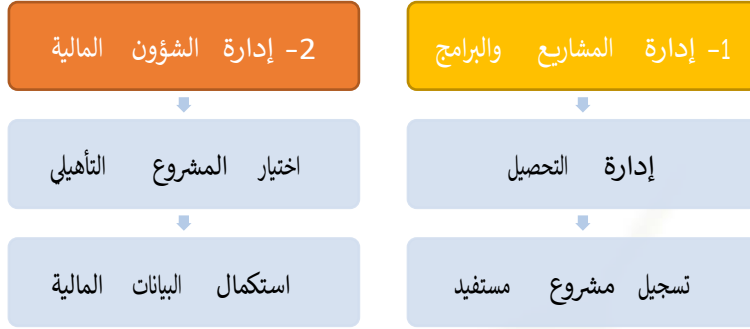 1- إدارة المشاريع والبرامج
إدارة التحصيل
تسجيل مشروع مستفيد
2- إدارة الشؤون المالية
اختيار المشروع التأهيلي
استكمال البيانات المالية